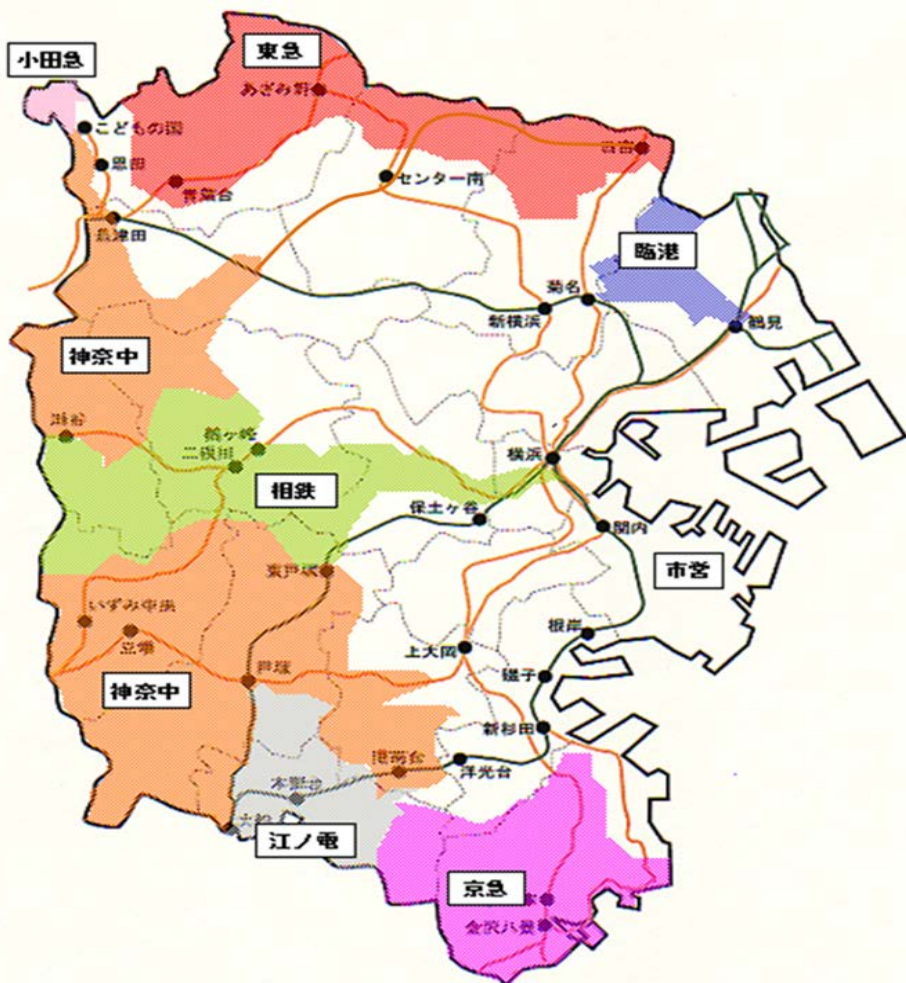 小田急
東急
あざみ野
こどもの国
恩田
青葉台
センター南
日吉
長津田
臨港
菊名
新横浜
鶴見
神奈中
鶴ヶ峰
二俣川
横浜
相鉄
保土ヶ谷
関内
東戸塚
市営
いずみ中央
立場
根岸
上大岡
戸塚
磯子
神奈中
新杉田
港南台
洋光台
本郷台
大船
江ノ電
京急
金沢八景